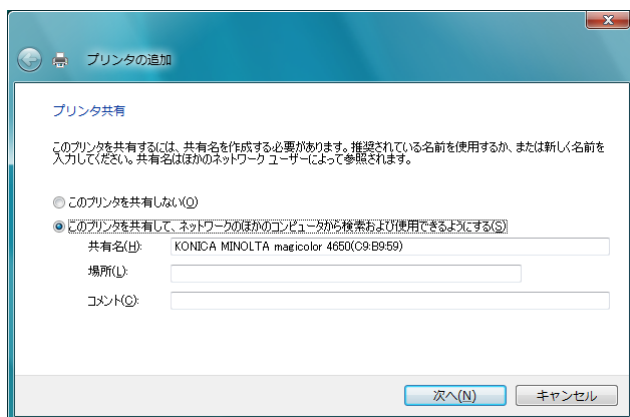 プリンタの追加
プリンタ共有
このプリンタを共有するには、共有名を作成する必要があります。推奨されている名前を使用するか、または新しく名前を
入力してください。共有名はほかのネットワーク ユーザーによって参照されます。
このプリンタを共有しない(O)
このプリンタを共有して、ネットワークのほかのコンピュータから検索および使用できるようにする(S)
共有名(H): KONICA MINOLTA magicolor 4650(C9:B9:59)
場所(L):
コメント(C):
次へ(N) キャンセル